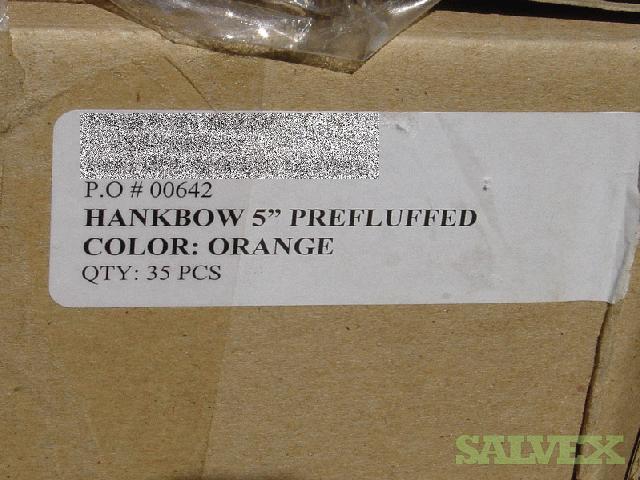 P.O # 00642
HANKBOW 5” PREFLUFFED
COLOR: ORANGE
QTY: 35 PCS
SALVEX